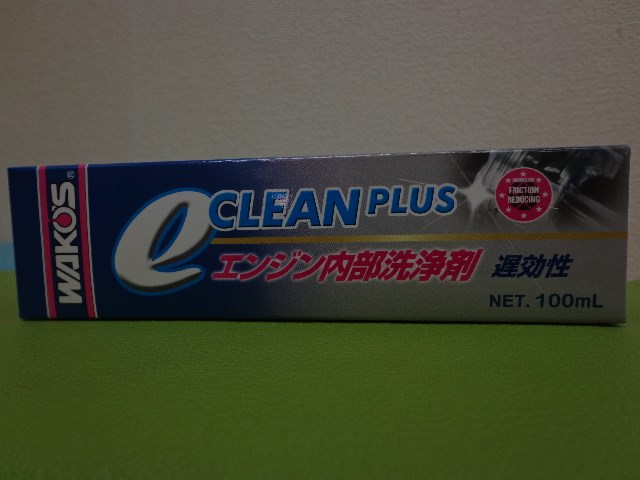 WAKO'S®
e CLEAN PLUS
エンジン内部洗浄剤 遅効性
NET. 100mL
FRICTION
REDUCING